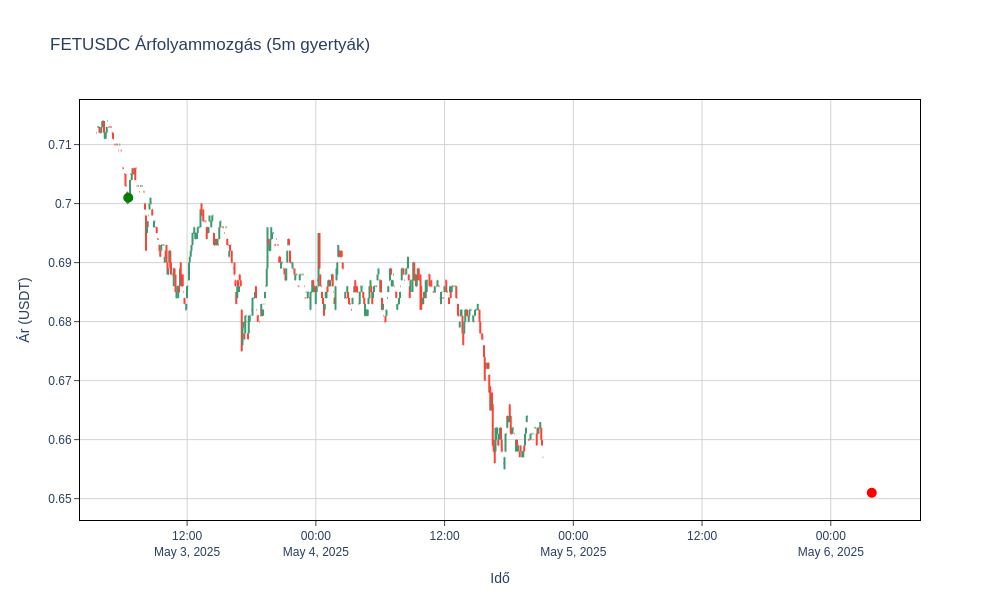 FETUSDC Árfolyammozgás (5m gyertyák)
Ár (USDT)
0.71
0.7
0.69
0.68
0.67
0.66
0.65
12:00
May 3, 2025
00:00
May 4, 2025
12:00
00:00
May 5, 2025
12:00
00:00
May 6, 2025
Idő